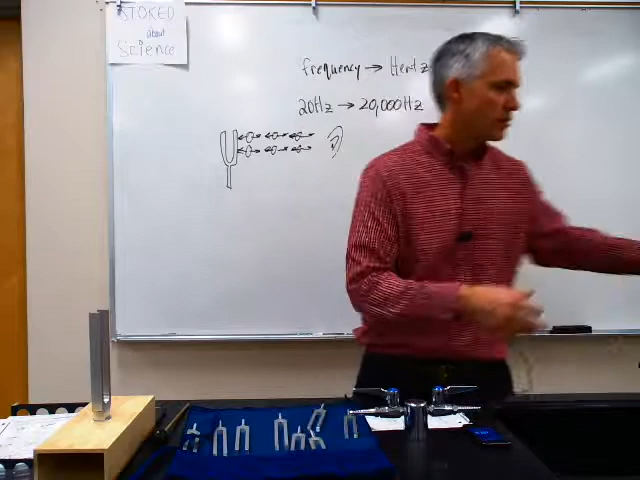 STOKED
about
Science
frequency → Hertz
20Hz → 20,000Hz